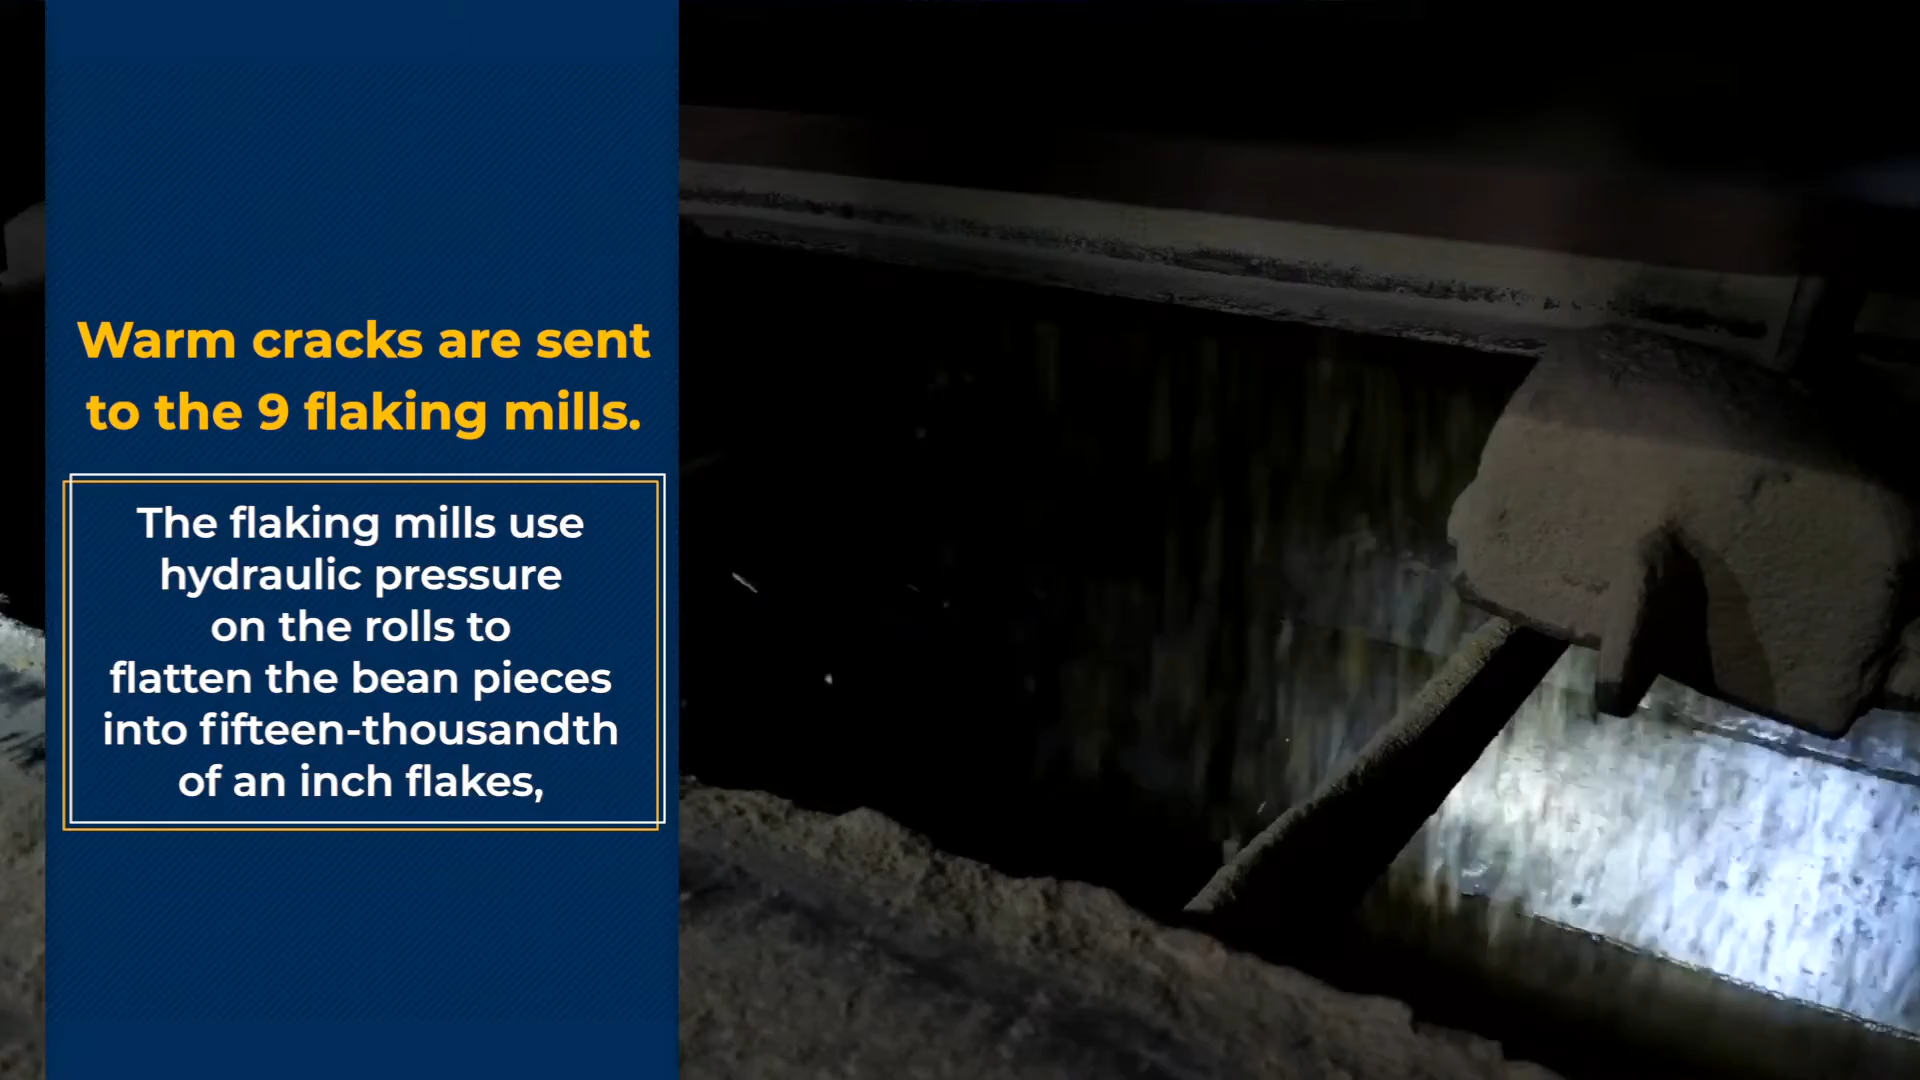 Warm cracks are sent
to the 9 flaking mills.
The flaking mills use
hydraulic pressure
on the rolls to
flatten the bean pieces
into fifteen-thousandth
of an inch flakes,